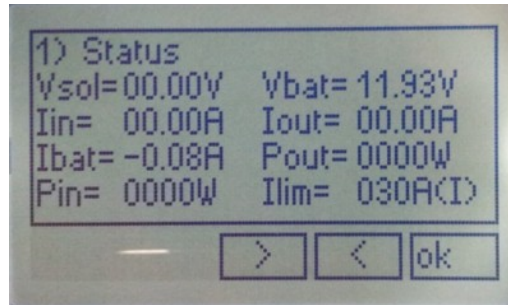 1) Status
Vsol= 00.00V Vbat= 11.93V
Iin= 00.00A Iout= 00.00A
Ibat= -0.08A Pout= 0000W
Pin= 0000W Ilim= 030A(I)
> < ok